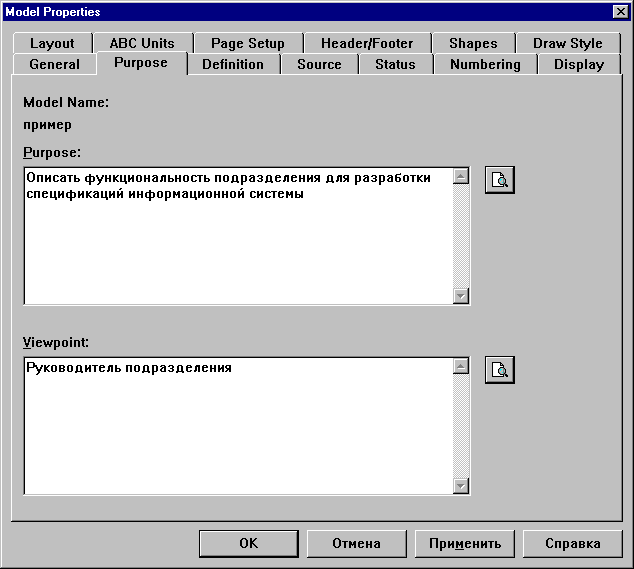 Model Properties
Layout ABC Units Page Setup Header/Footer Shapes Draw Style
General Purpose Definition Source Status Numbering Display
Model Name:
пример
Purpose:
Описать функциональность подразделения для разработки
спецификаций информационной системы
Viewpoint:
Руководитель подразделения
OK Отмена Применить Справка